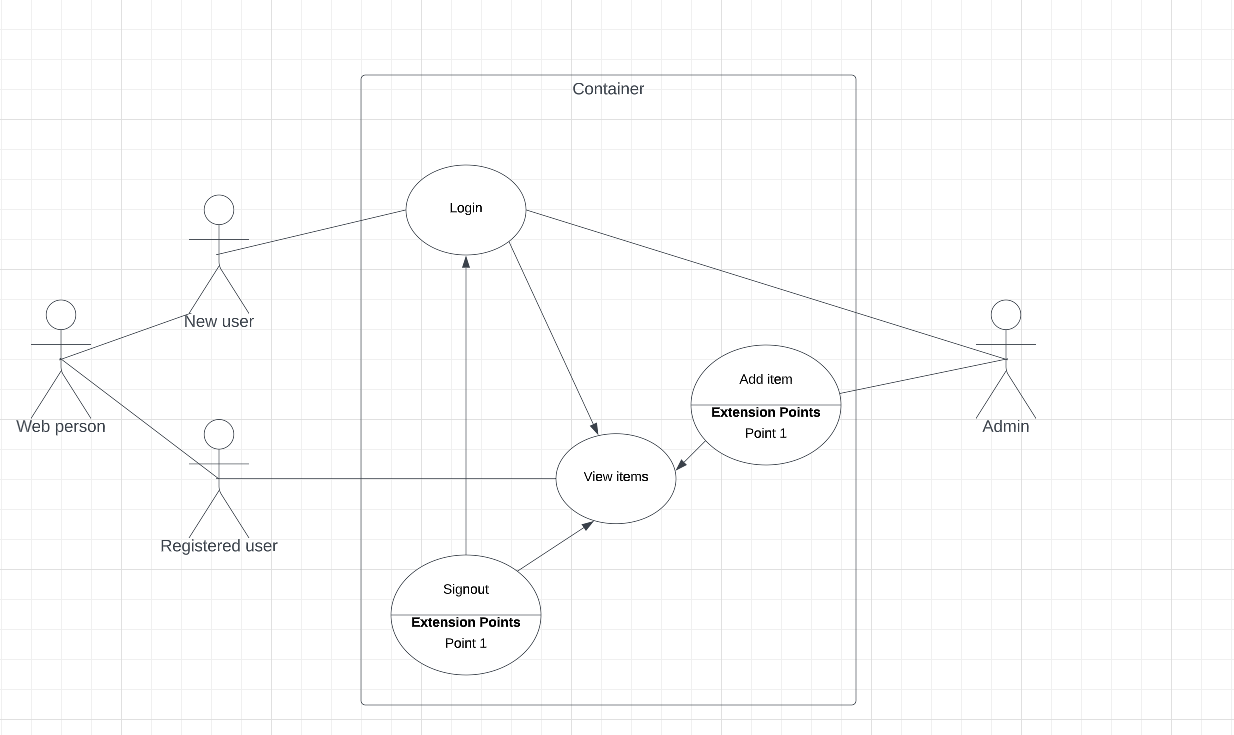 Container
Login
New user
Add item
Extension Points
Point 1
Web person
Admin
View items
Registered user
Signout
Extension Points
Point 1